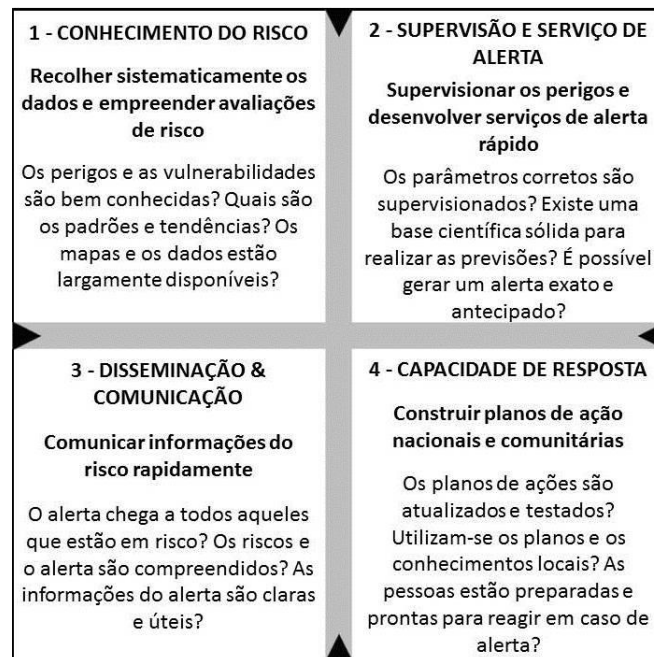 1 - CONHECIMENTO DO RISCO
Recolher sistematicamente os
dados e empreender avaliações
de risco
Os perigos e as vulnerabilidades
são bem conhecidas? Quais são
os padrões e tendências? Os
mapas e os dados estão
largamente disponíveis?
2 - SUPERVISÃO E SERVIÇO DE
ALERTA
Supervisionar os perigos e
desenvolver serviços de alerta
rápido
Os parâmetros corretos são
supervisionados? Existe uma
base científica sólida para
realizar as previsões? É possível
gerar um alerta exato e
antecipado?
3 - DISSEMINAÇÃO &
COMUNICAÇÃO
Comunicar informações do
risco rapidamente
O alerta chega a todos aqueles
que estão em risco? Os riscos e
o alerta são compreendidos? As
informações do alerta são claras
e úteis?
4 - CAPACIDADE DE RESPOSTA
Construir planos de ação
nacionais e comunitárias
Os planos de ações são
atualizados e testados?
Utilizam-se os planos e os
conhecimentos locais? As
pessoas estão preparadas e
prontas para reagir em caso de
alerta?